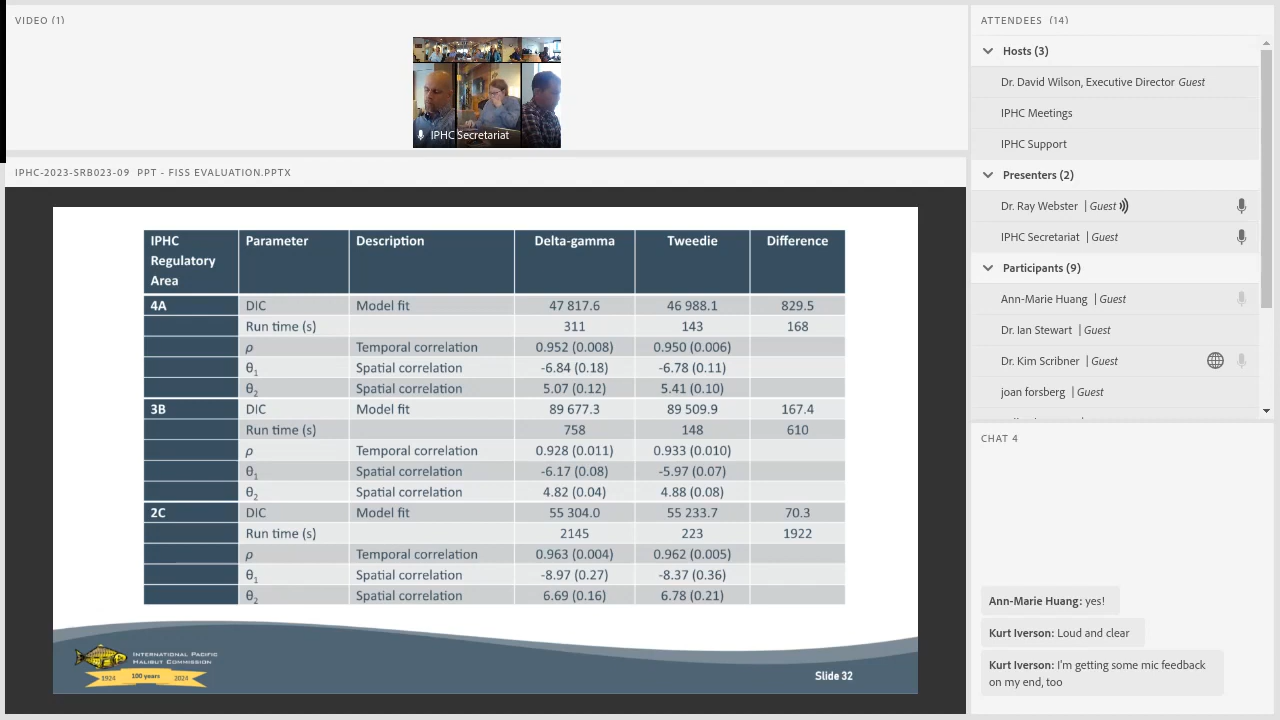 VIDEO (1)
IPHC Secretariat
IPHC-2023-SRB023-09 PPT - FISS EVALUATION.PPTX
IPHC Regulatory Area Parameter Description Delta-gamma Tweedie Difference
4A DIC Model fit 47 817.6 46 988.1 829.5
Run time (s) 311 143 168
ρ Temporal correlation 0.952 (0.008) 0.950 (0.006)
θ1 Spatial correlation -6.84 (0.18) -6.78 (0.11)
θ2 Spatial correlation 5.07 (0.12) 5.41 (0.10)
3B DIC Model fit 89 677.3 89 509.9 167.4
Run time (s) 758 148 610
ρ Temporal correlation 0.928 (0.011) 0.933 (0.010)
θ1 Spatial correlation -6.17 (0.08) -5.97 (0.07)
θ2 Spatial correlation 4.82 (0.04) 4.88 (0.08)
2C DIC Model fit 55 304.0 55 233.7 70.3
Run time (s) 2145 223 1922
ρ Temporal correlation 0.963 (0.004) 0.962 (0.005)
θ1 Spatial correlation -8.97 (0.27) -8.37 (0.36)
θ2 Spatial correlation 6.69 (0.16) 6.78 (0.21)
INTERNATIONAL PACIFIC
HALIBUT COMMISSION
1924 100 years 2024
Slide 32
ATTENDEES (14)
Hosts (3)
Dr. David Wilson, Executive Director Guest
IPHC Meetings
IPHC Support
Presenters (2)
Dr. Ray Webster | Guest
IPHC Secretariat | Guest
Participants (9)
Ann-Marie Huang | Guest
Dr. Ian Stewart | Guest
Dr. Kim Scribner | Guest
joan forsberg | Guest
CHAT 4
Ann-Marie Huang: yes!
Kurt Iverson: Loud and clear
Kurt Iverson: I'm getting some mic feedback
on my end, too